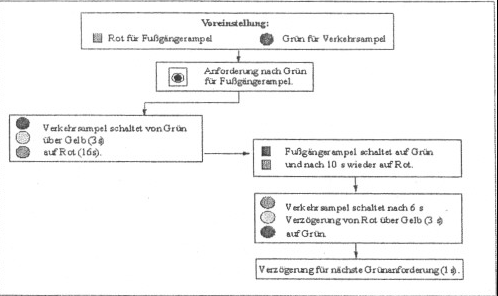 Voreinstellung:
Rot für Fußgängerampel
Grün für Verkehrsampel
Anforderung nach Grün
für Fußgängerampel.
Verkehrsampel schaltet von Grün
über Gelb (3 s)
auf Rot (16s).
Fußgängerampel schaltet auf Grün
und nach 10 s wieder auf Rot.
Verkehrsampel schaltet nach 6 s
Verzögerung von Rot über Gelb (3 s)
auf Grün.
Verzögerung für nächste Grünanforderung (1 s).